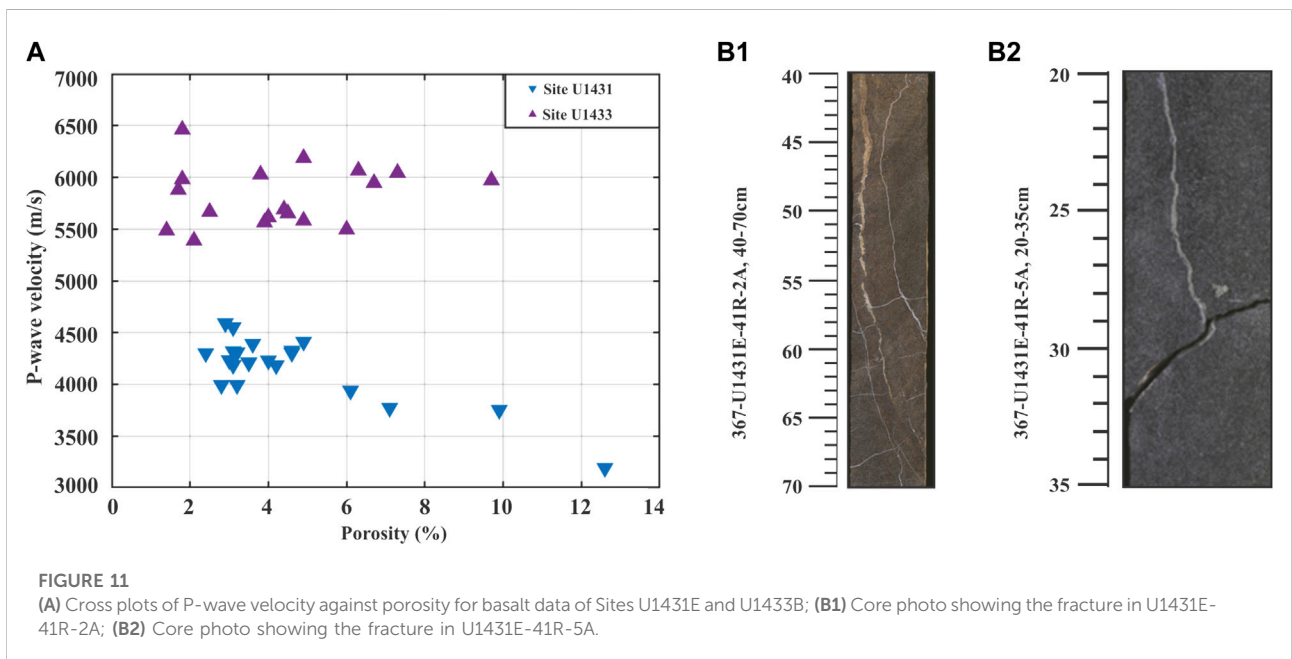 A
B1
B2
7000
6500
6000
5500
5000
4500
4000
3500
3000
P-wave velocity (m/s)
0 2 4 6 8 10 12 14
Porosity (%)
Site U1431
Site U1433
367-U1431E-41R-2A, 40-70cm
40
45
50
55
60
65
70
367-U1431E-41R-5A, 20-35cm
20
25
30
35
FIGURE 11
(A) Cross plots of P-wave velocity against porosity for basalt data of Sites U1431E and U1433B; (B1) Core photo showing the fracture in U1431E-
41R-2A; (B2) Core photo showing the fracture in U1431E-41R-5A.